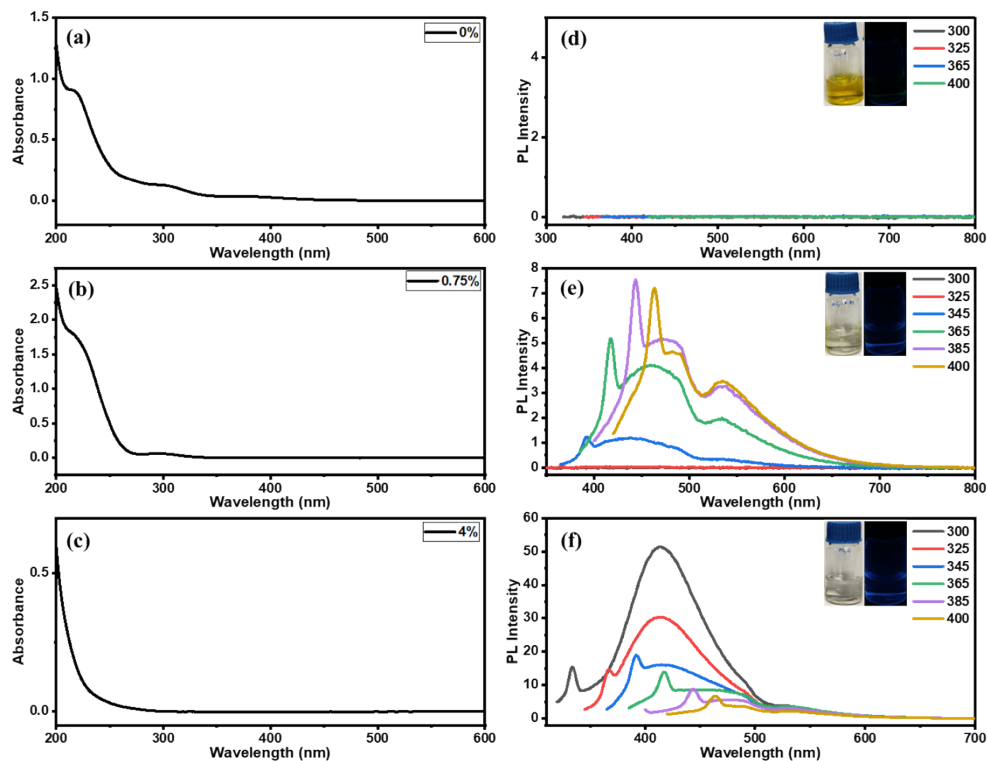 (a)
0%
1.5
1.0
0.5
0.0
Absorbance
200 300 400 500 600
Wavelength (nm)
(d)
300
325
365
400
4
2
0
PL Intensity
300 400 500 600 700 800
Wavelength (nm)
(b)
0.75%
2.5
2.0
1.5
1.0
0.5
0.0
Absorbance
200 300 400 500 600
Wavelength (nm)
(e)
300
325
345
365
385
400
8
7
6
5
4
3
2
1
0
PL Intensity
400 500 600 700 800
Wavelength (nm)
(c)
4%
0.5
0.0
Absorbance
200 300 400 500 600
Wavelength (nm)
(f)
300
325
345
365
385
400
60
50
40
30
20
10
0
PL Intensity
400 500 600 700
Wavelength (nm)